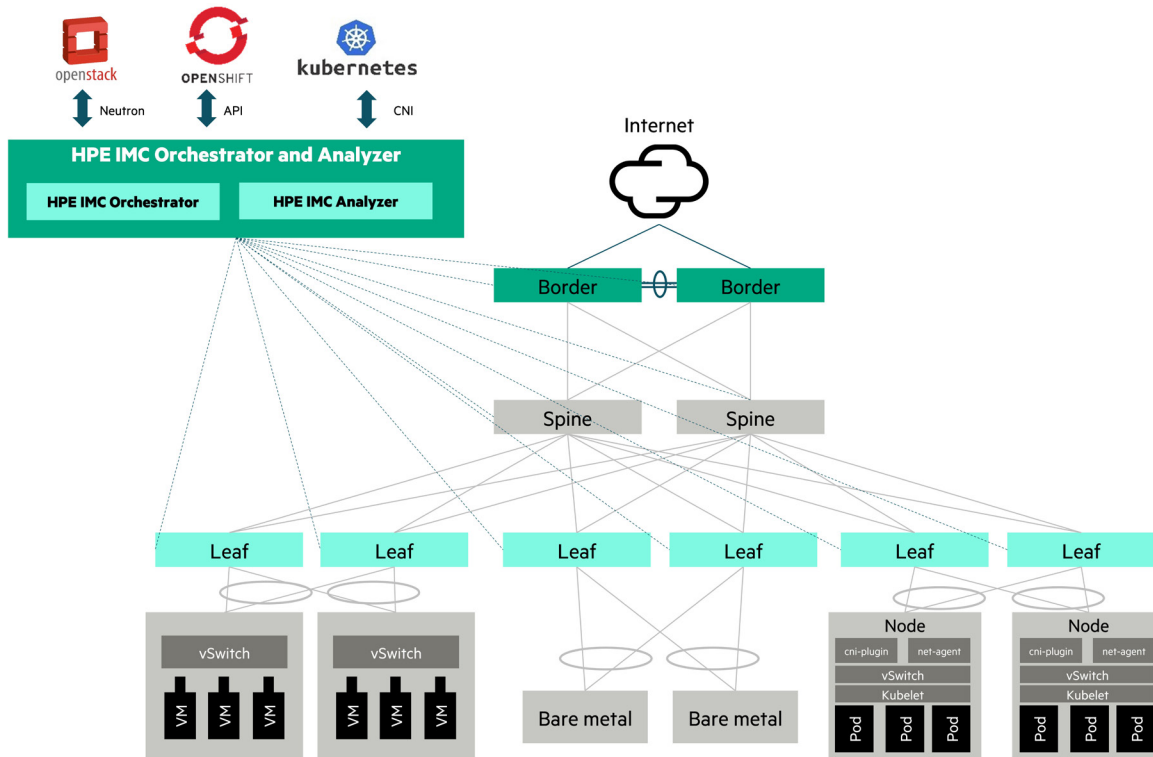 openstack
OPENSHIFT
kubernetes
Neutron
API
CNI
HPE IMC Orchestrator and Analyzer
HPE IMC Orchestrator
HPE IMC Analyzer
Internet
Border
Border
Spine
Spine
Leaf
Leaf
Leaf
Leaf
Leaf
Leaf
vSwitch
VM
VM
VM
vSwitch
VM
VM
VM
Bare metal
Bare metal
Node
cni-plugin
net-agent
vSwitch
Kubelet
Pod
Pod
Pod
Node
cni-plugin
net-agent
vSwitch
Kubelet
Pod
Pod
Pod